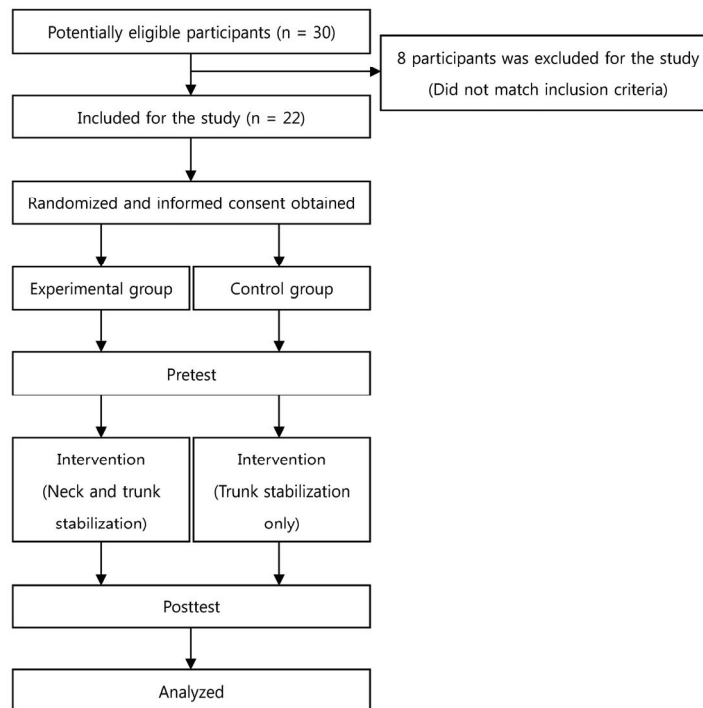 Potentially eligible participants (n = 30)
8 participants was excluded for the study
(Did not match inclusion criteria)
Included for the study (n = 22)
Randomized and informed consent obtained
Experimental group
Control group
Pretest
Intervention
(Neck and trunk
stabilization)
Intervention
(Trunk stabilization
only)
Posttest
Analyzed